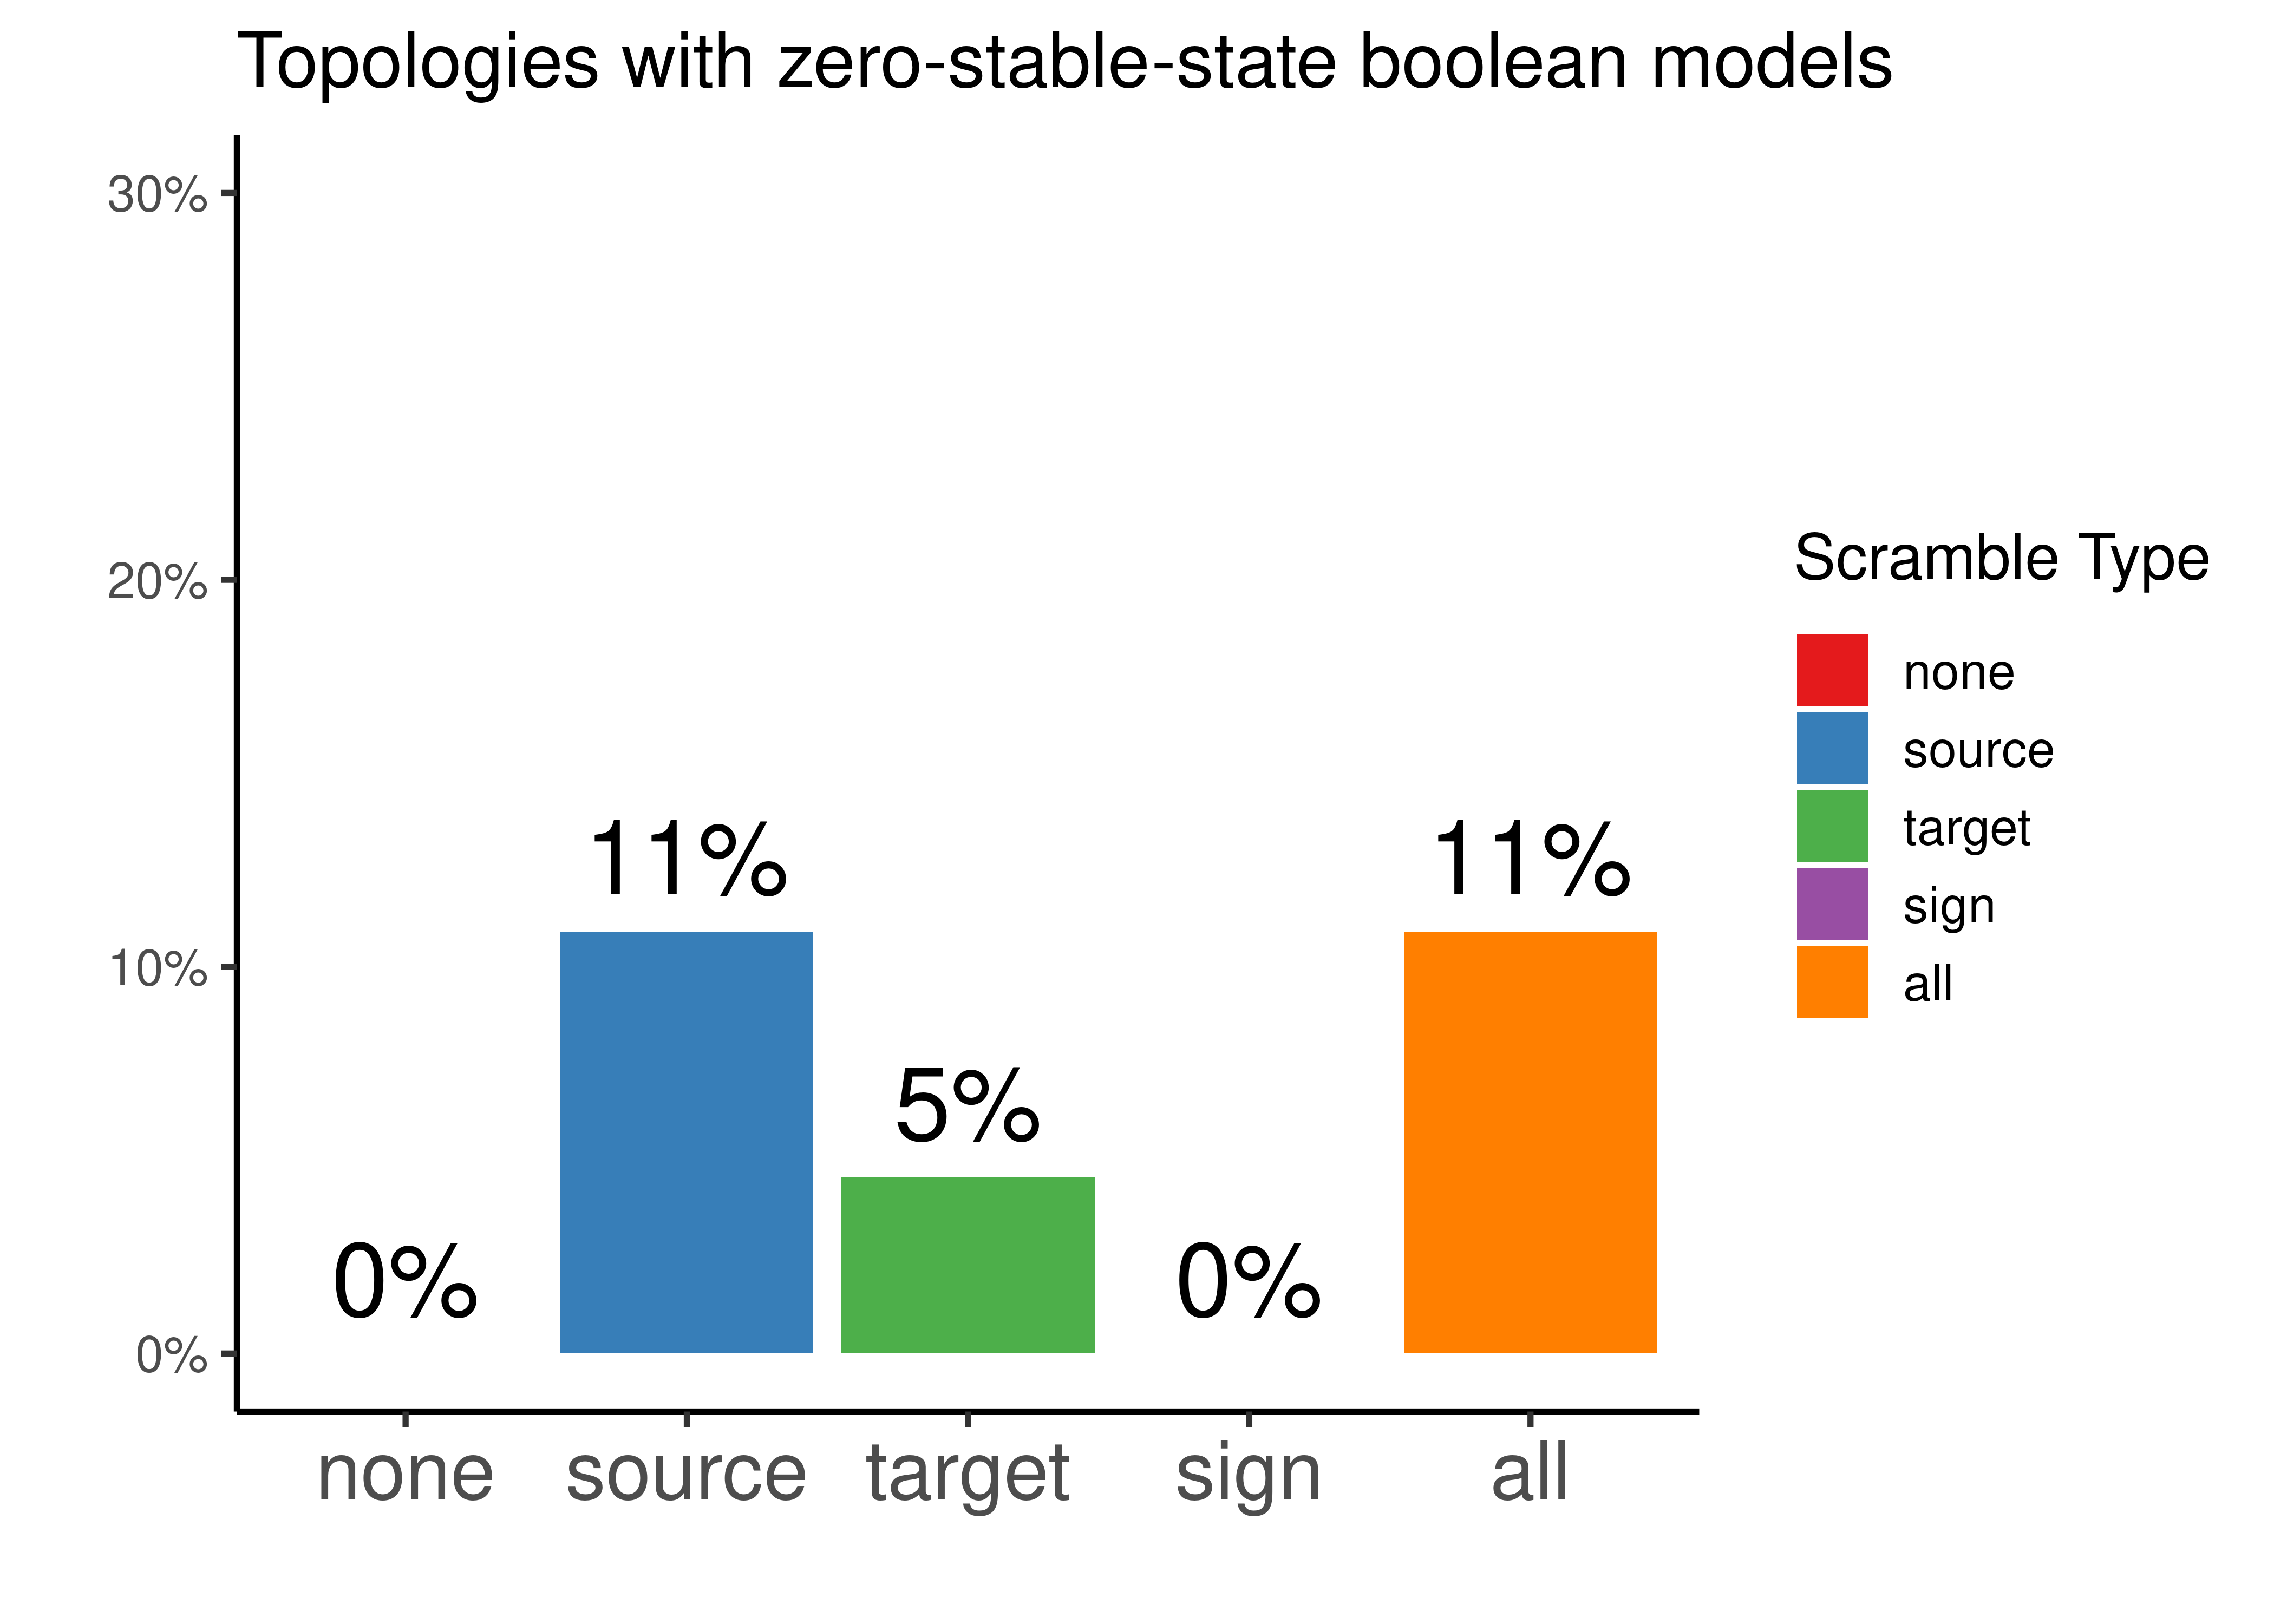 Topologies with zero-stable-state boolean models
30%
20%
10%
0%
0%
11%
5%
0%
11%
none
source
target
sign
all
Scramble Type
none
source
target
sign
all